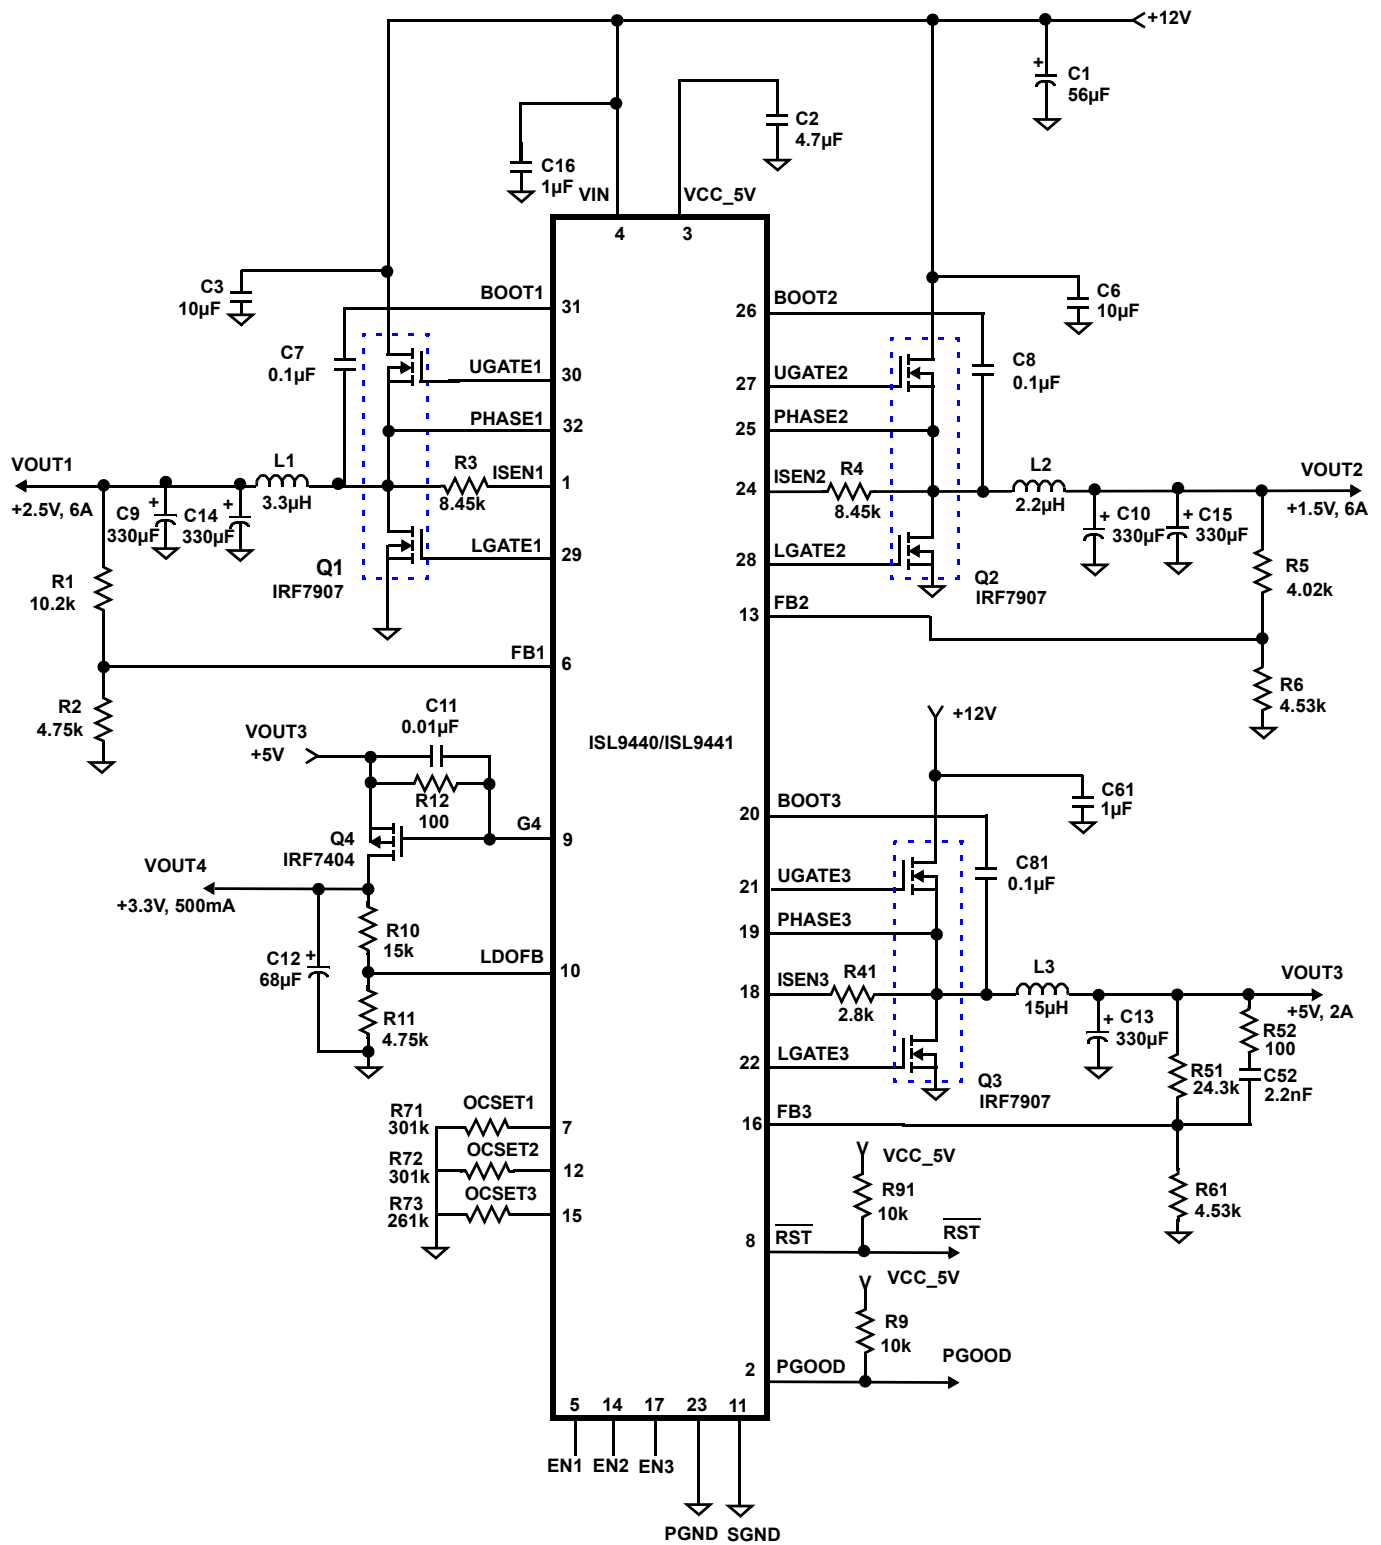 +12V
C1
56µF
C2
4.7µF
C16
1µF
VIN
VCC_5V
4
3
C3
10µF
BOOT1
31
26
BOOT2
C6
10µF
C7
0.1µF
UGATE1
30
27
UGATE2
C8
0.1µF
PHASE1
32
25
PHASE2
VOUT1
+2.5V, 6A
C9
330µF
C14
330µF
L1
3.3µH
R3
8.45k
ISEN1
1
24
ISEN2
R4
8.45k
L2
2.2µH
C10
330µF
C15
330µF
VOUT2
+1.5V, 6A
LGATE1
29
28
LGATE2
Q1
IRF7907
Q2
IRF7907
R1
10.2k
R5
4.02k
13
FB2
FB1
6
R2
4.75k
R6
4.53k
C11
0.01µF
VOUT3
+5V
ISL9440/ISL9441
+12V
R12
100
C61
1µF
20
BOOT3
G4
9
Q4
IRF7404
VOUT4
+3.3V, 500mA
21
UGATE3
C81
0.1µF
R10
15k
19
PHASE3
C12
68µF
LDOFB
10
18
ISEN3
R41
2.8k
L3
15µH
C13
330µF
VOUT3
+5V, 2A
R11
4.75k
R52
100
22
LGATE3
R51
24.3k
C52
2.2nF
Q3
IRF7907
R71
301k
OCSET1
7
16
FB3
R72
301k
OCSET2
12
VCC_5V
R73
261k
OCSET3
15
R91
10k
R61
4.53k
8
RST
RST
VCC_5V
R9
10k
2
PGOOD
PGOOD
5
14
17
23
11
EN1
EN2
EN3
PGND
SGND